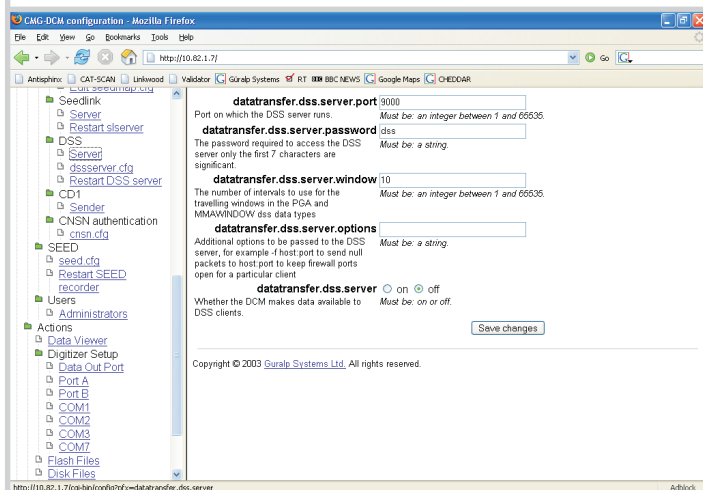 CMG-DCM configuration - Mozilla Firefox
File Edit View Go Bookmarks Tools Help
http://10.82.1.7/
Go
Antisphinx CAT-SCAN Linkwood Validator Güralp Systems RT BBC NEWS Google Maps CHEDDAR
Edit seedmap.cfg
Seedlink
Server
Restart slserver
DSS
Server
dssserver.cfg
Restart DSS server
CD1
Sender
CNSN authentication
cnsn.cfg
SEED
seed.cfg
Restart SEED
recorder
Users
Administrators
Actions
Data Viewer
Digitizer Setup
Data Out Port
Port A
Port B
COM1
COM2
COM3
COM7
Flash Files
Disk Files
datatransfer.dss.server.port 9000
Port on which the DSS server runs. Must be: an integer between 1 and 65535.
datatransfer.dss.server.password dss
The password required to access the DSS Must be: a string.
server only the first 7 characters are
significant.
datatransfer.dss.server.window 10
The number of intervals to use for the Must be: an integer between 1 and 65535.
travelling windows in the PGA and
MMAWINDOW dss data types
datatransfer.dss.server.options
Additional options to be passed to the DSS Must be: a string.
server, for example -f host:port to send null
packets to host:port to keep firewall ports
open for a particular client
datatransfer.dss.server on off
Whether the DCM makes data available to Must be: on or off.
DSS clients.
Save changes
Copyright © 2003 Guralp Systems Ltd. All rights reserved.
http://10.82.1.7/cgi-bin/config?pfx=datatransfer.dss.server
Adblock